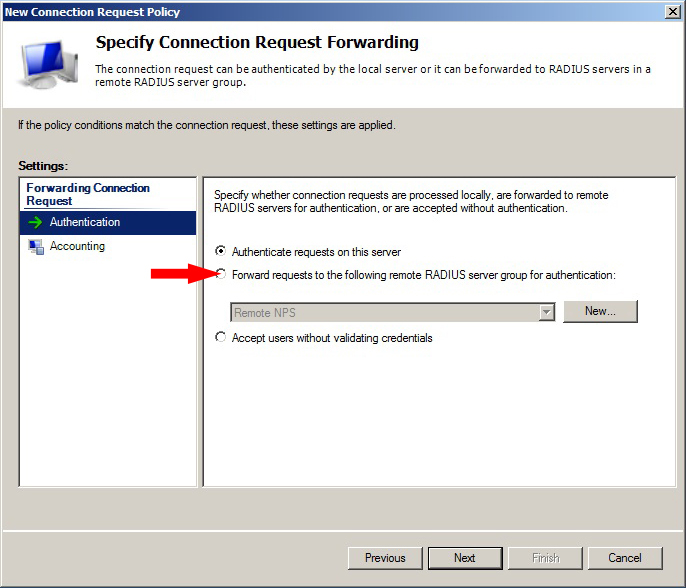 New Connection Request Policy
Specify Connection Request Forwarding
The connection request can be authenticated by the local server or it can be forwarded to RADIUS servers in a
remote RADIUS server group.
If the policy conditions match the connection request, these settings are applied.
Settings:
Forwarding Connection
Request
Authentication
Accounting
Specify whether connection requests are processed locally, are forwarded to remote
RADIUS servers for authentication, or are accepted without authentication.
Authenticate requests on this server
Forward requests to the following remote RADIUS server group for authentication:
Remote NPS
New...
Accept users without validating credentials
Previous
Next
Finish
Cancel